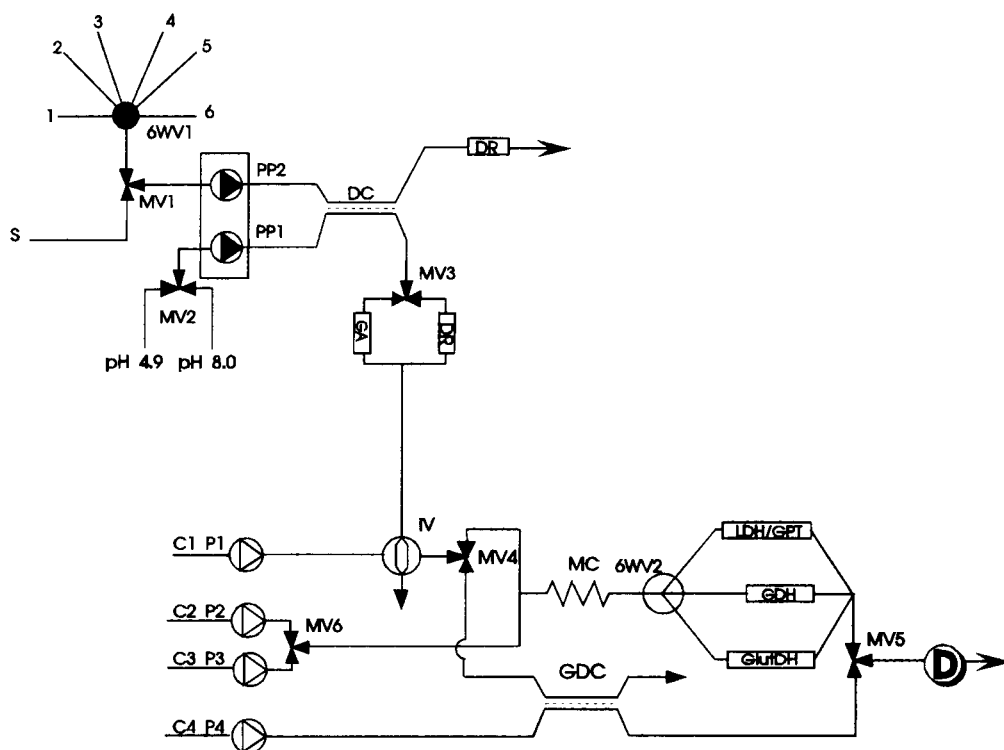 3
4
2
5
1
6
6WV1
DR
PP2
DC
MV1
S
PP1
MV3
MV2
GA
DR
pH 4.9
pH 8.0
IV
LDH/GPT
C1 P1
MV4
MC
6WV2
GDH
C2 P2
MV6
MV5
GlutDH
C3 P3
GDC
D
C4 P4